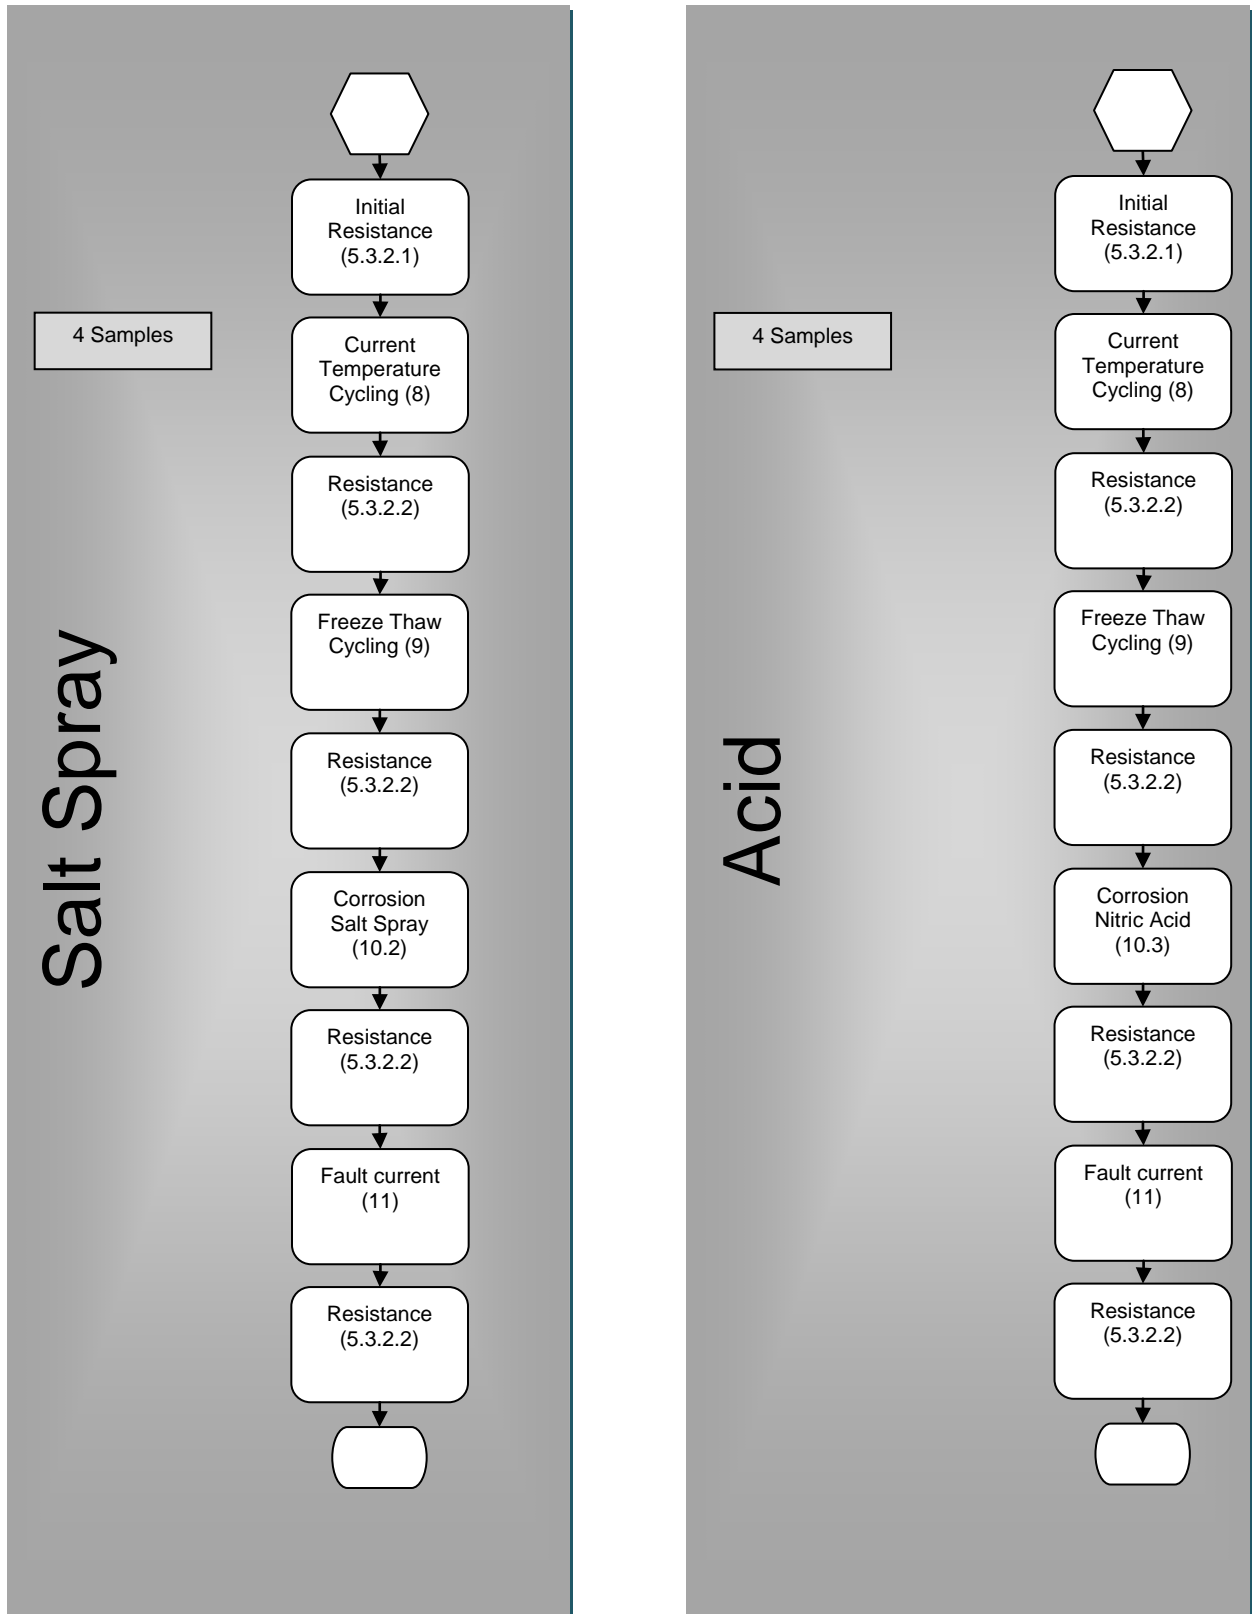 Salt Spray
4 Samples
Initial
Resistance
(5.3.2.1)
Current
Temperature
Cycling (8)
Resistance
(5.3.2.2)
Freeze Thaw
Cycling (9)
Resistance
(5.3.2.2)
Corrosion
Salt Spray
(10.2)
Resistance
(5.3.2.2)
Fault current
(11)
Resistance
(5.3.2.2)
Acid
4 Samples
Initial
Resistance
(5.3.2.1)
Current
Temperature
Cycling (8)
Resistance
(5.3.2.2)
Freeze Thaw
Cycling (9)
Resistance
(5.3.2.2)
Corrosion
Nitric Acid
(10.3)
Resistance
(5.3.2.2)
Fault current
(11)
Resistance
(5.3.2.2)